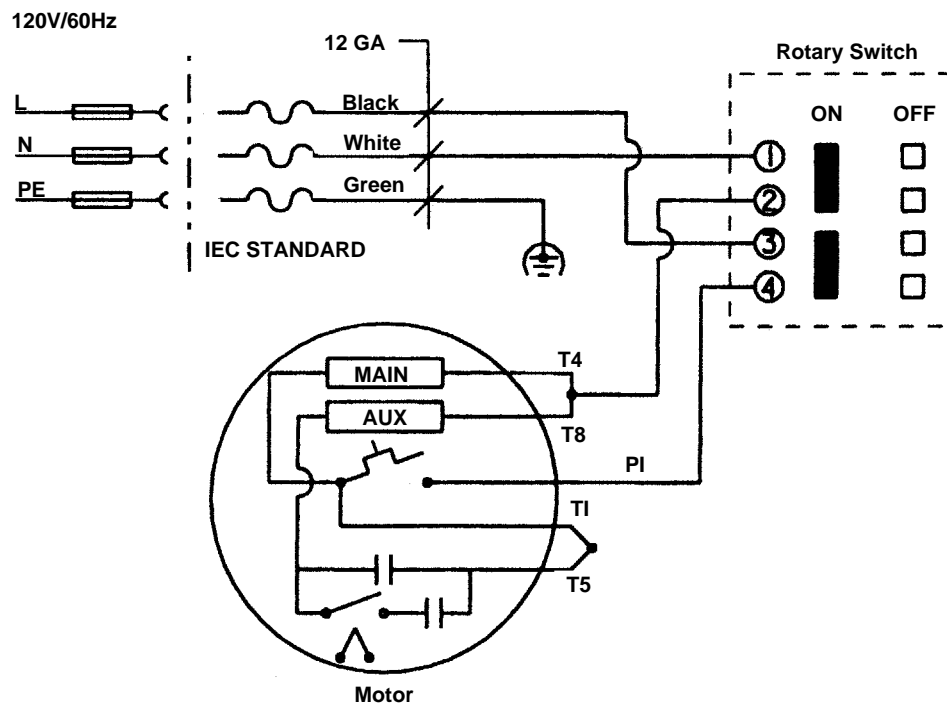 120V/60Hz
12 GA
Rotary Switch
L
Black
ON
OFF
N
White
1
PE
Green
2
IEC STANDARD
3
4
MAIN
T4
AUX
T8
PI
TI
T5
Motor